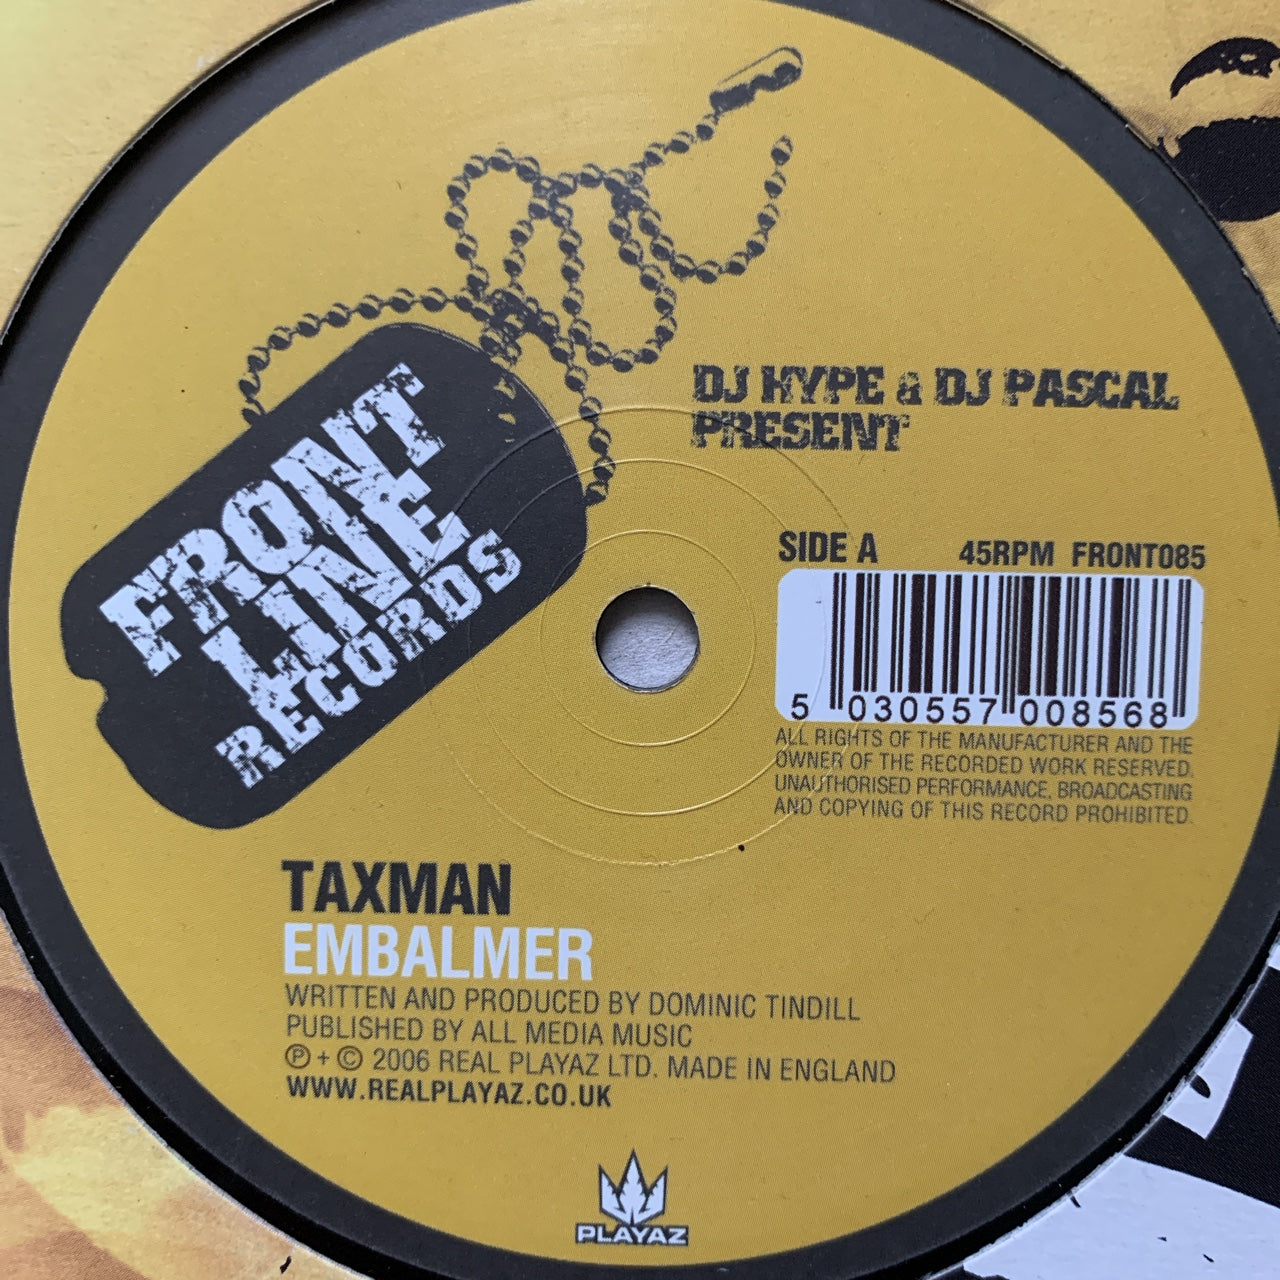 FRONT
LINE
RECORDS
DJ HYPE & DJ PASCAL
PRESENT
SIDE A 45RPM FRONT085
5 030557 008568
ALL RIGHTS OF THE MANUFACTURER AND THE
OWNER OF THE RECORDED WORK RESERVED.
UNAUTHORISED PERFORMANCE, BROADCASTING
AND COPYING OF THIS RECORD PROHIBITED.
TAXMAN
EMBALMER
WRITTEN AND PRODUCED BY DOMINIC TINDILL
PUBLISHED BY ALL MEDIA MUSIC
℗ + © 2006 REAL PLAYAZ LTD. MADE IN ENGLAND
WWW.REALPLAYAZ.CO.UK
PLAYAZ